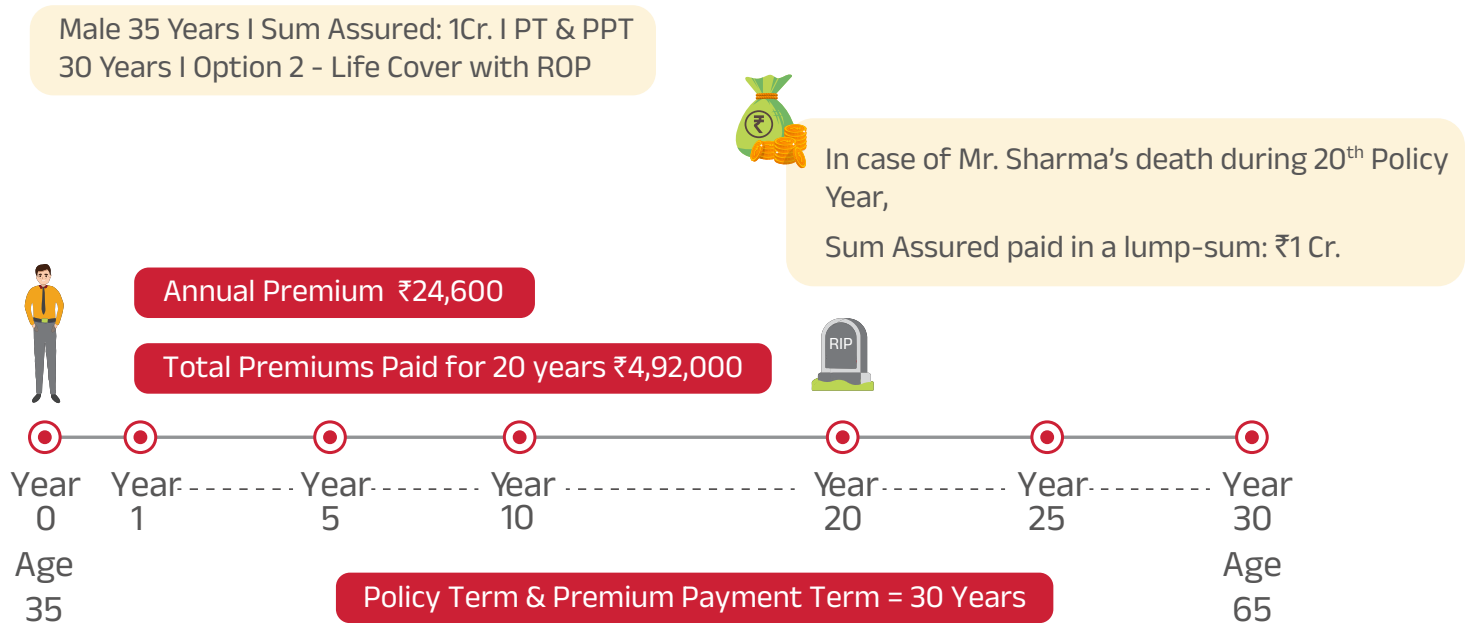 Male 35 Years I Sum Assured: 1Cr. I PT & PPT
30 Years I Option 2 - Life Cover with ROP
₹
In case of Mr. Sharma's death during 20th Policy
Year,
Sum Assured paid in a lump-sum: ₹1 Cr.
Annual Premium ₹24,600
Total Premiums Paid for 20 years ₹4,92,000
RIP
Year Year Year Year Year Year Year
0 1 5 10 20 25 30
Age Age
35 65
Policy Term & Premium Payment Term = 30 Years